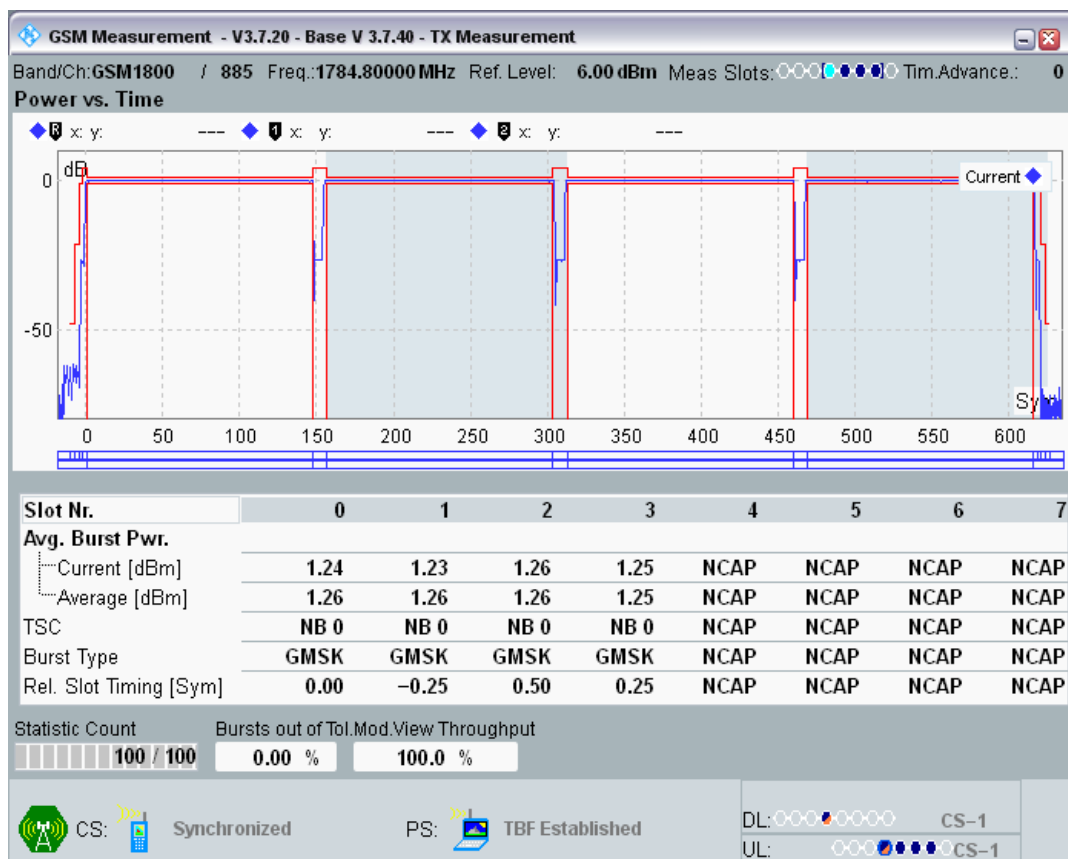 GSM Measurement - V3.7.20 - Base V 3.7.40 - TX Measurement
Band/Ch:GSM1800 / 885 Freq.:1784.80000 MHz Ref. Level: 6.00 dBm Meas Slots: Tim.Advance.: 0
Power vs. Time
R x: y: --- 1 x: y: --- 2 x: y: ---
dB
Current
0
-50
Sy
0 50 100 150 200 250 300 350 400 450 500 550 600
Slot Nr. 0 1 2 3 4 5 6 7
Avg. Burst Pwr.
Current [dBm] 1.24 1.23 1.26 1.25 NCAP NCAP NCAP NCAP
Average [dBm] 1.26 1.26 1.26 1.25 NCAP NCAP NCAP NCAP
TSC NB 0 NB 0 NB 0 NB 0 NCAP NCAP NCAP NCAP
Burst Type GMSK GMSK GMSK GMSK NCAP NCAP NCAP NCAP
Rel. Slot Timing [Sym] 0.00 −0.25 0.50 0.25 NCAP NCAP NCAP NCAP
Statistic Count Bursts out of Tol.Mod.View Throughput
100 / 100 0.00 % 100.0 %
CS: Synchronized PS: TBF Established
DL: CS−1
UL: CS−1